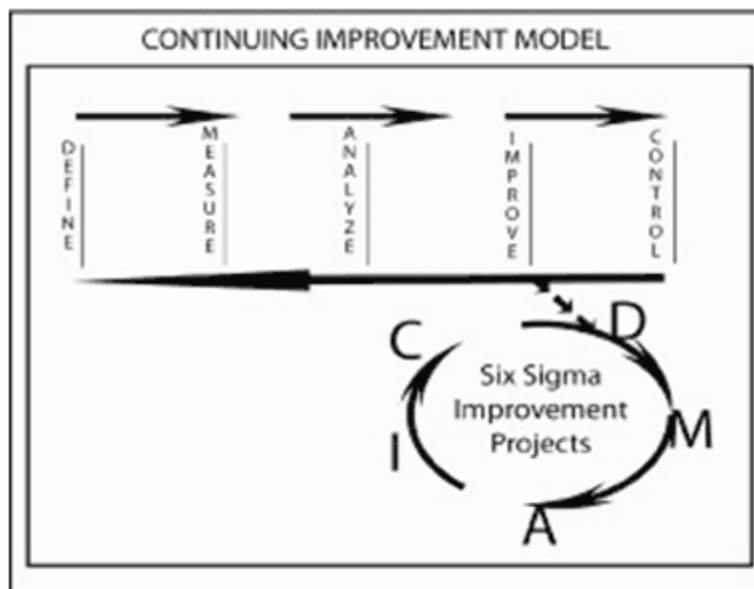 CONTINUING IMPROVEMENT MODEL
DEFINE
MEASURE
ANALYZE
IMPROVE
CONTROL
D
C
Six Sigma
Improvement
Projects
M
I
A